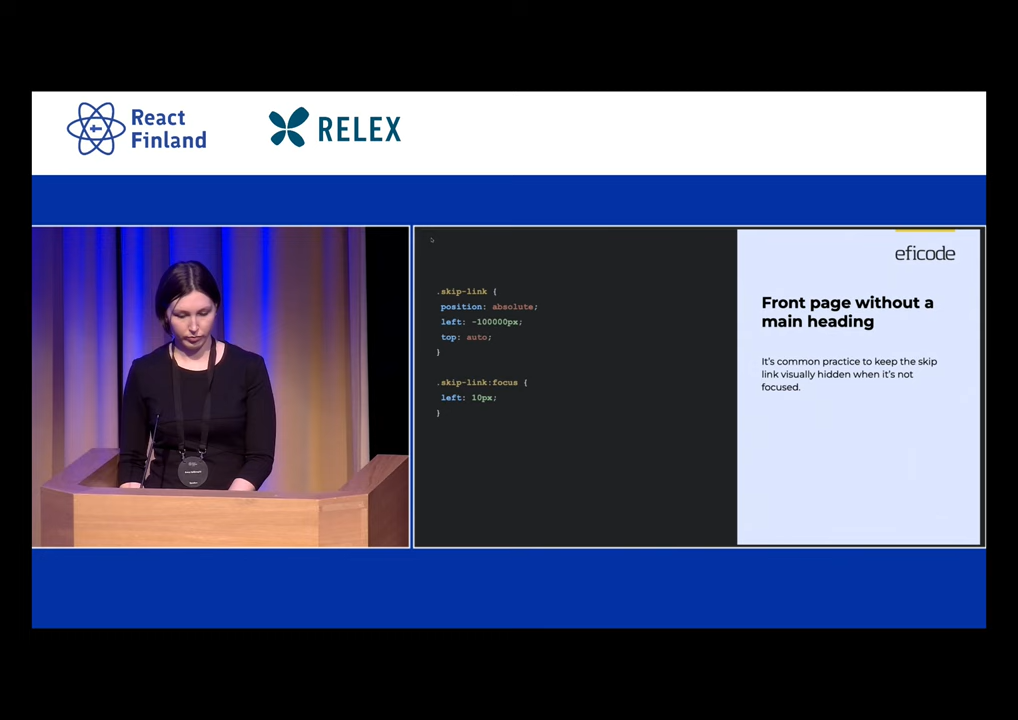 React
Finland
RELEX
.skip-link {
position: absolute;
left: -100000px;
top: auto;
}
.skip-link:focus {
left: 10px;
}
eficode
Front page without a
main heading
It's common practice to keep the skip
link visually hidden when it's not
focused.